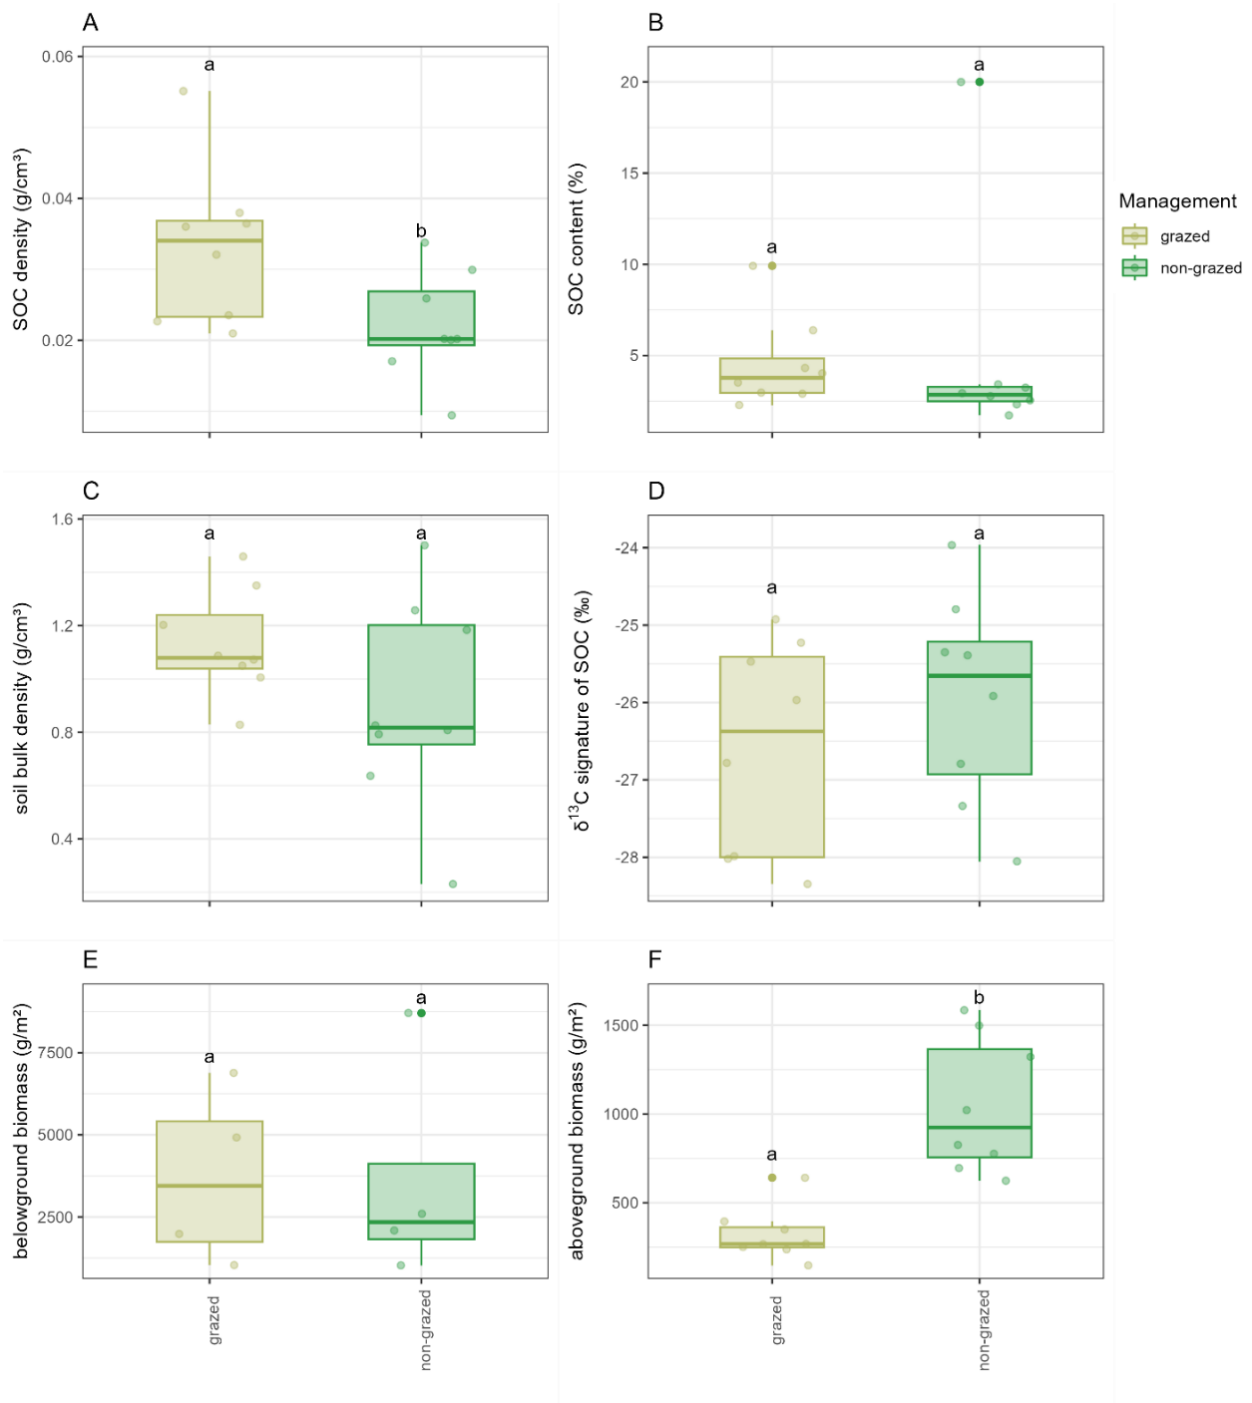 A
SOC density (g/cm³)
0.06
0.04
0.02
a
b
B
SOC content (%)
20
15
10
5
a
a
Management
grazed
non-grazed
C
soil bulk density (g/cm³)
1.6
1.2
0.8
0.4
a
a
D
δ¹³C signature of SOC (‰)
-24
-25
-26
-27
-28
a
a
E
belowground biomass (g/m²)
7500
5000
2500
a
a
grazed
non-grazed
F
aboveground biomass (g/m²)
1500
1000
500
a
b
grazed
non-grazed